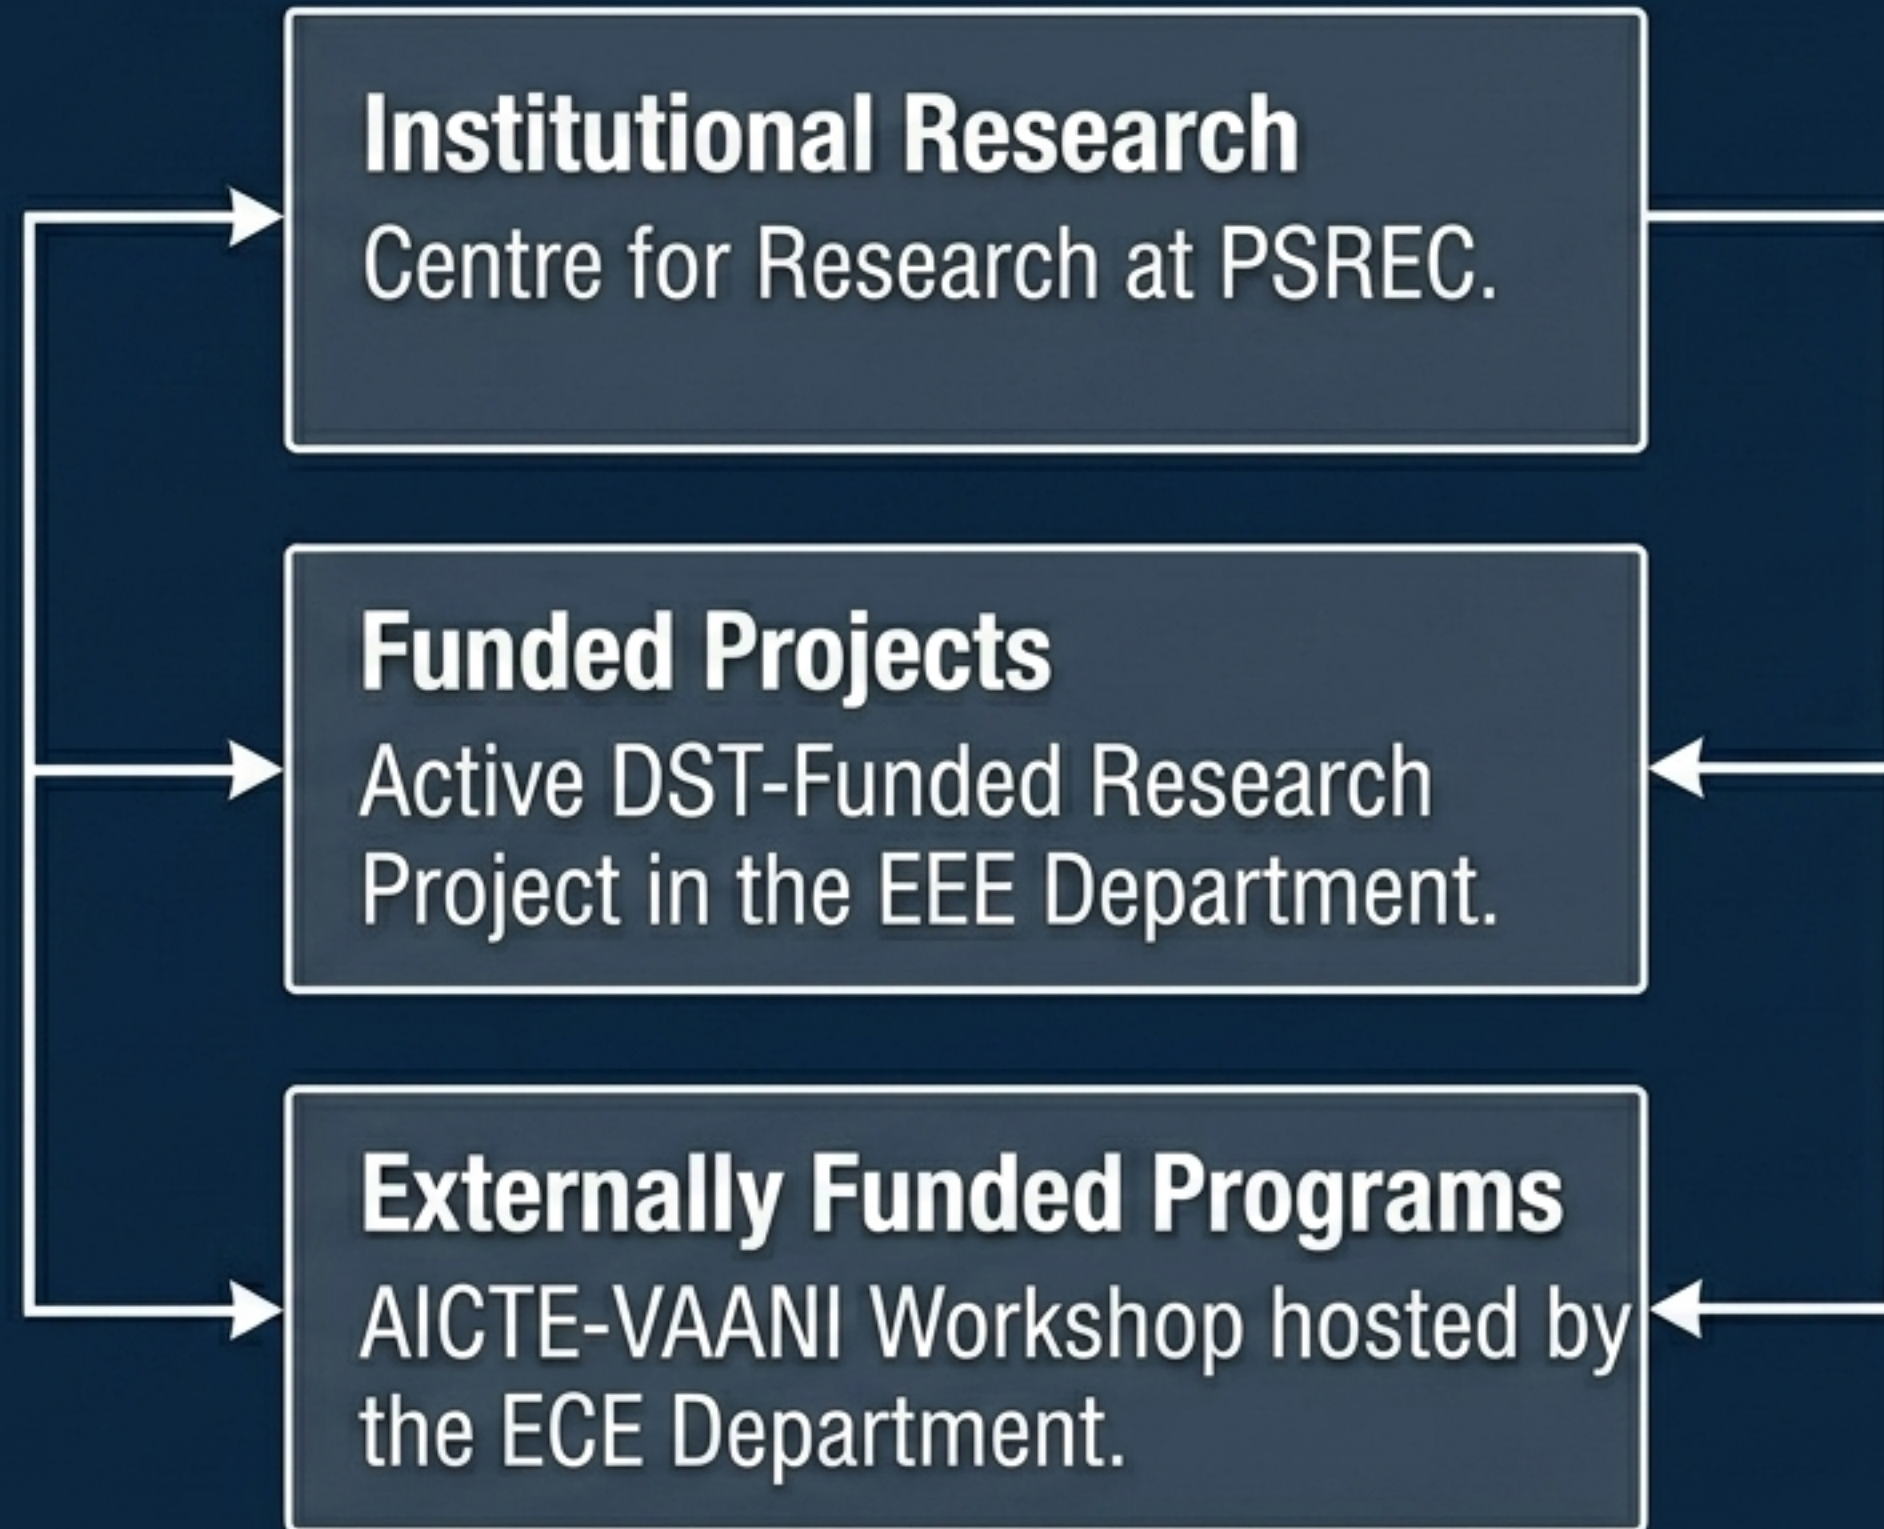 Institutional Research
Centre for Research at PSREC.
Funded Projects
Active DST-Funded Research
Project in the EEE Department.
Externally Funded Programs
AICTE-VAANI Workshop hosted by
the ECE Department.